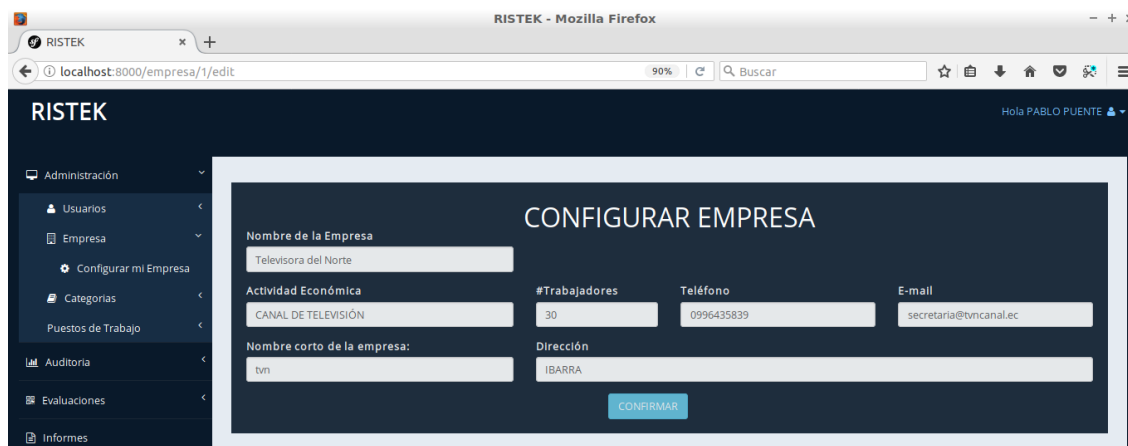 RISTEK - Mozilla Firefox
RISTEK
localhost:8000/empresa/1/edit
90%
Buscar
RISTEK
Hola PABLO PUENTE
Administración
Usuarios
Empresa
Configurar mi Empresa
Categorias
Puestos de Trabajo
Auditoria
Evaluaciones
Informes
CONFIGURAR EMPRESA
Nombre de la Empresa
Televisora del Norte
Actividad Económica
#Trabajadores
Teléfono
E-mail
CANAL DE TELEVISIÓN
30
0996435839
secretaria@tvncanal.ec
Nombre corto de la empresa:
Dirección
tvn
IBARRA
CONFIRMAR